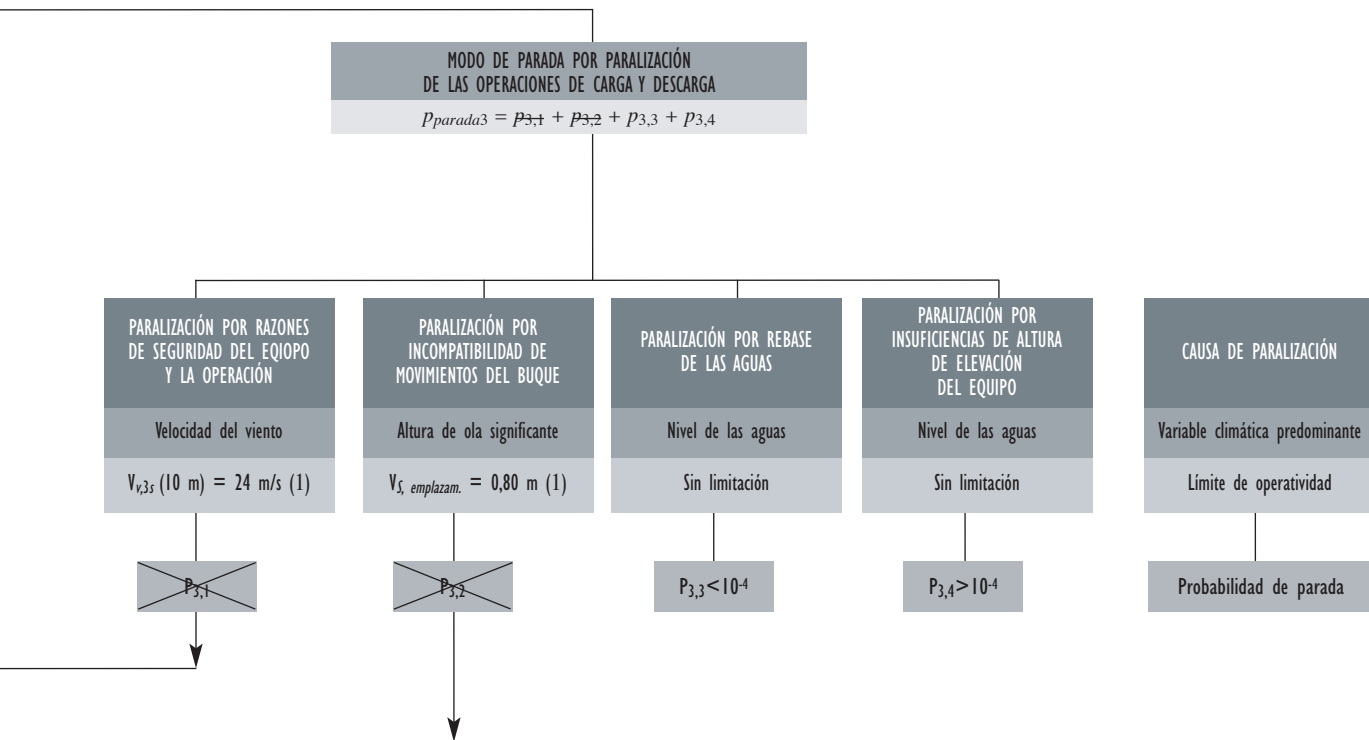 MODO DE PARADA POR PARALIZACIÓN
DE LAS OPERACIONES DE CARGA Y DESCARGA
Pparada3 = p3,1 + p3,2 + p3,3 + p3,4
PARALIZACIÓN POR RAZONES
DE SEGURIDAD DEL EQIOPO
Y LA OPERACIÓN
Velocidad del viento
Vv,3s (10 m) = 24 m/s (1)
P3,1
PARALIZACIÓN POR
INCOMPATIBILIDAD DE
MOVIMIENTOS DEL BUQUE
Altura de ola significante
VS, emplazam. = 0,80 m (1)
P3,2
PARALIZACIÓN POR REBASE
DE LAS AGUAS
Nivel de las aguas
Sin limitación
P3,3<10-4
PARALIZACIÓN POR
INSUFICIENCIAS DE ALTURA
DE ELEVACIÓN
DEL EQUIPO
Nivel de las aguas
Sin limitación
P3,4>10-4
CAUSA DE PARALIZACIÓN
Variable climática predominante
Límite de operatividad
Probabilidad de parada